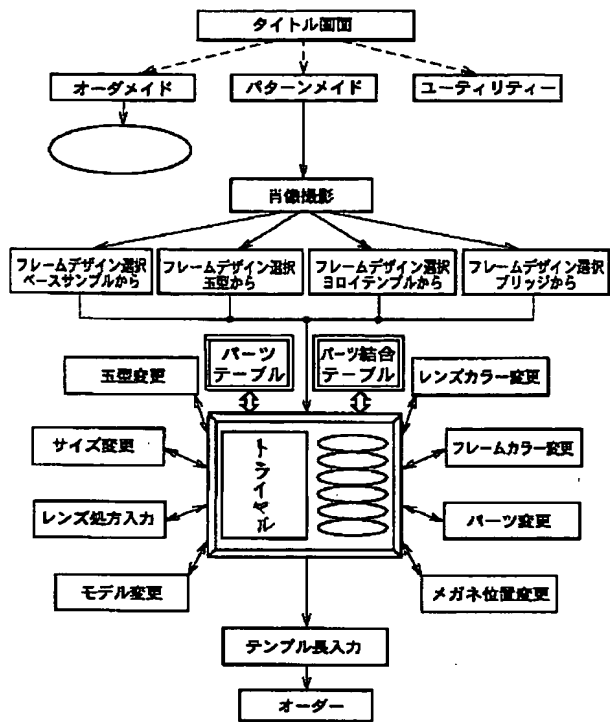 タイトル画面
オーダメイド
パターンメイド
ユーティリティー
肖像撮影
フレームデザイン選択
ベースサンプルから
フレームデザイン選択
玉型から
フレームデザイン選択
ヨロイテンプルから
フレームデザイン選択
ブリッジから
パーツ
テーブル
パーツ結合
テーブル
玉型変更
レンズカラー変更
サイズ変更
トライヤル
フレームカラー変更
レンズ処方入力
パーツ変更
モデル変更
メガネ位置変更
テンプル長入力
オーダー